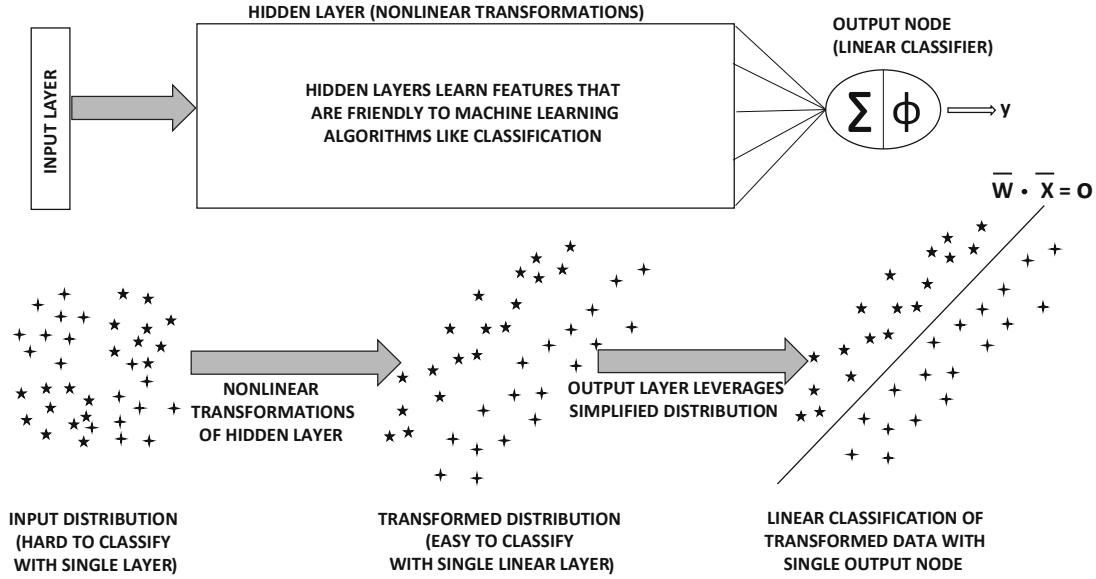 HIDDEN LAYER (NONLINEAR TRANSFORMATIONS)
INPUT LAYER
HIDDEN LAYERS LEARN FEATURES THAT
ARE FRIENDLY TO MACHINE LEARNING
ALGORITHMS LIKE CLASSIFICATION
OUTPUT NODE
(LINEAR CLASSIFIER)
∑ ϕ
y
W̅ · X̅ = 0
NONLINEAR
TRANSFORMATIONS
OF HIDDEN LAYER
OUTPUT LAYER LEVERAGES
SIMPLIFIED DISTRIBUTION
INPUT DISTRIBUTION
(HARD TO CLASSIFY
WITH SINGLE LAYER)
TRANSFORMED DISTRIBUTION
(EASY TO CLASSIFY
WITH SINGLE LINEAR LAYER)
LINEAR CLASSIFICATION OF
TRANSFORMED DATA WITH
SINGLE OUTPUT NODE